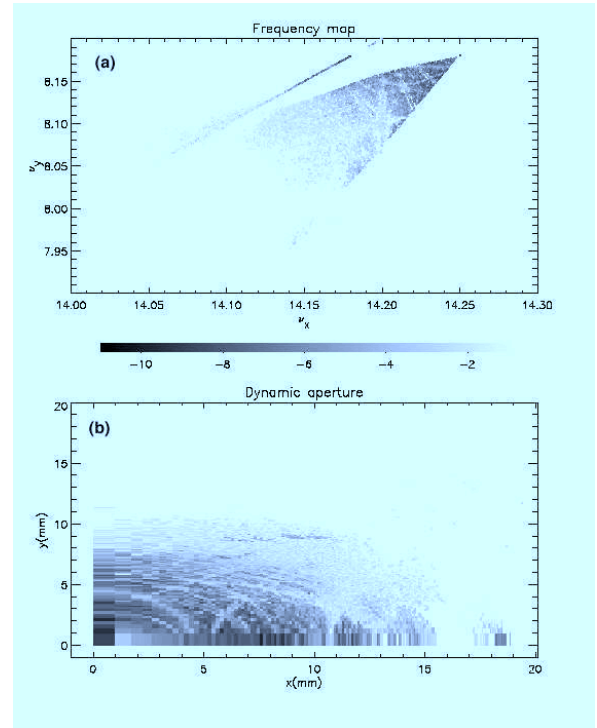 Frequency map
(a)
8.15
8.10
8.05
8.00
7.95
ν_y
14.00 14.05 14.10 14.15 14.20 14.25 14.30
ν_x
-10 -8 -6 -4 -2
Dynamic aperture
(b)
20
15
10
5
0
y(mm)
0 5 10 15 20
x(mm)